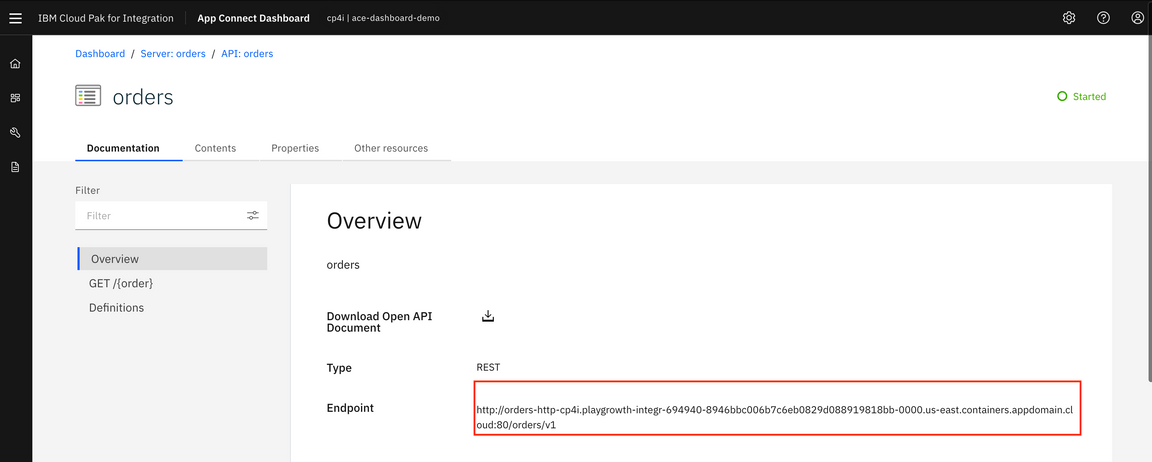 IBM Cloud Pak for Integration App Connect Dashboard cp4i | ace-dashboard-demo
Dashboard / Server: orders / API: orders
orders
Started
Documentation Contents Properties Other resources
Filter
Filter
Overview
GET /{order}
Definitions
Overview
orders
Download Open API
Document
Type REST
Endpoint
http://orders-http-cp4i.playgrowth-integr-694940-8946bbc006b7c6eb0829d088919818bb-0000.us-east.containers.appdomain.cl
oud:80/orders/v1